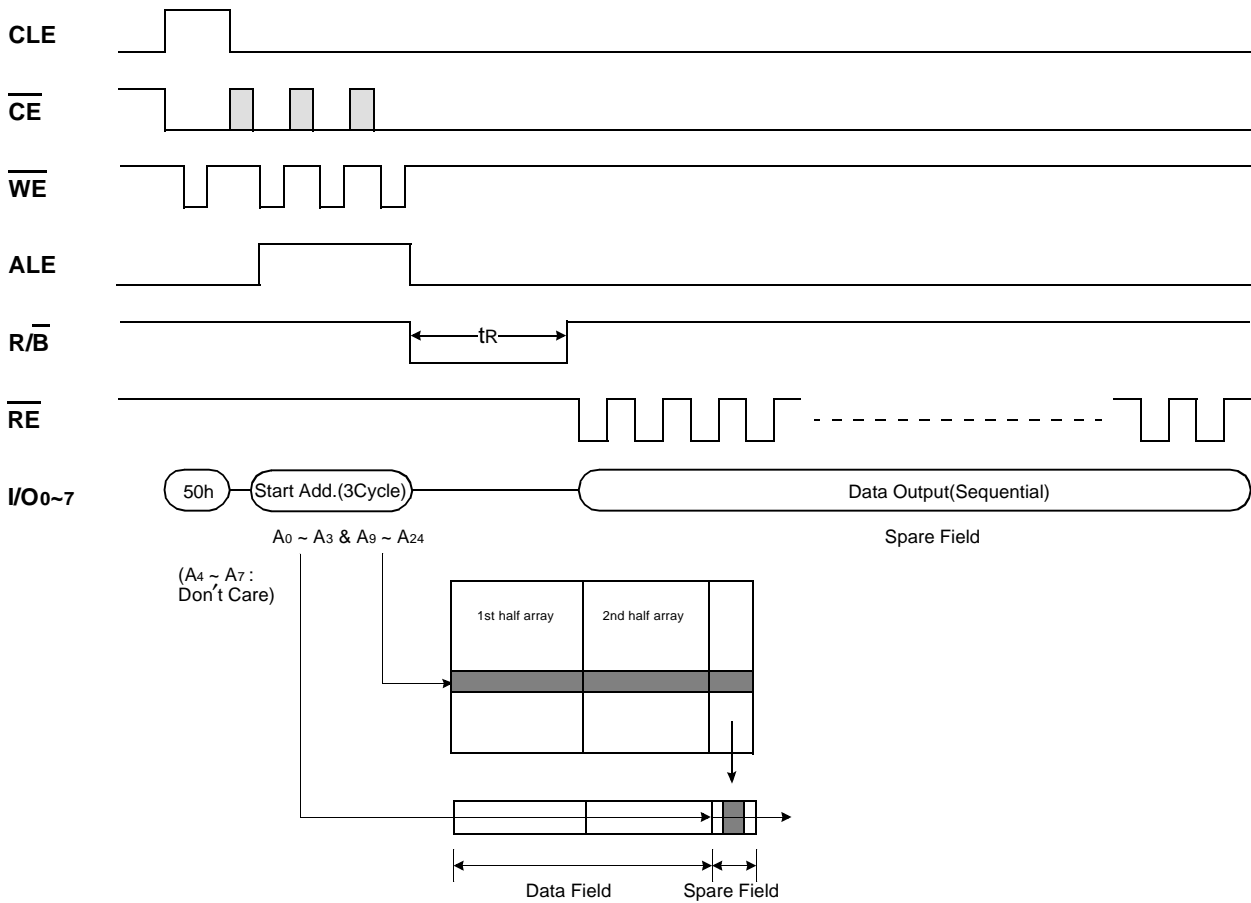 CLE
CE
WE
ALE
R/B
tR
RE
I/O0~7
50h
Start Add.(3Cycle)
Data Output(Sequential)
A0 ~ A3 & A9 ~ A24
Spare Field
(A4 ~ A7 :
Don't Care)
1st half array
2nd half array
Data Field
Spare Field